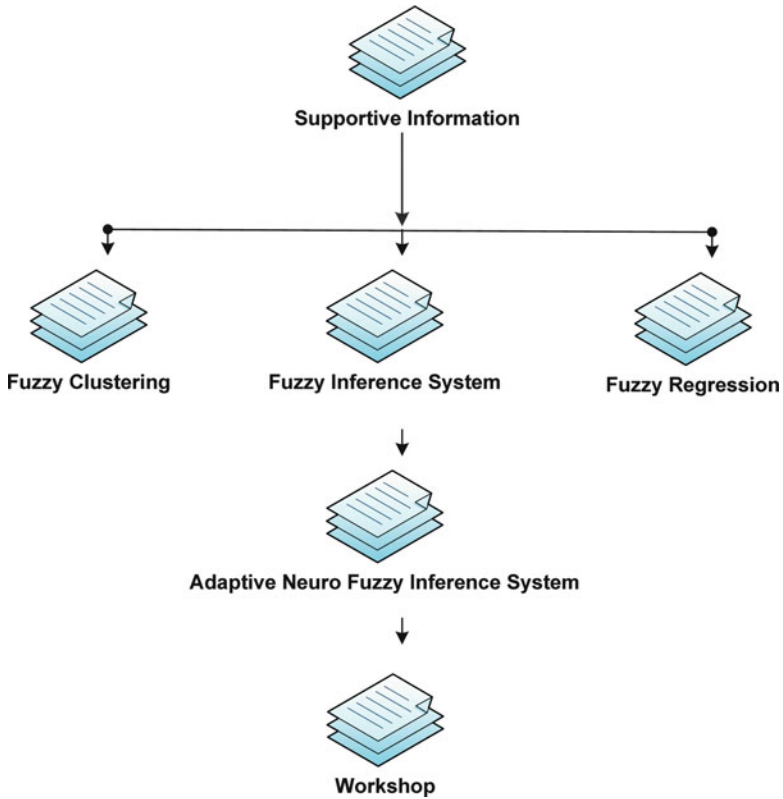 Supportive Information
Fuzzy Clustering
Fuzzy Inference System
Fuzzy Regression
Adaptive Neuro Fuzzy Inference System
Workshop